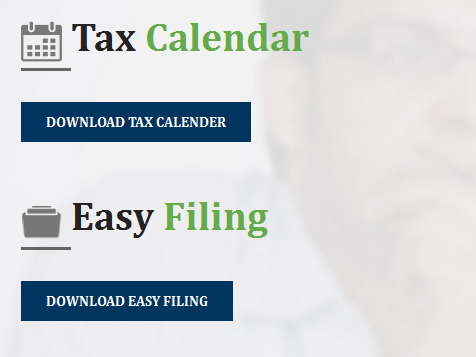 Tax Calendar
DOWNLOAD TAX CALENDER
Easy Filing
DOWNLOAD EASY FILING